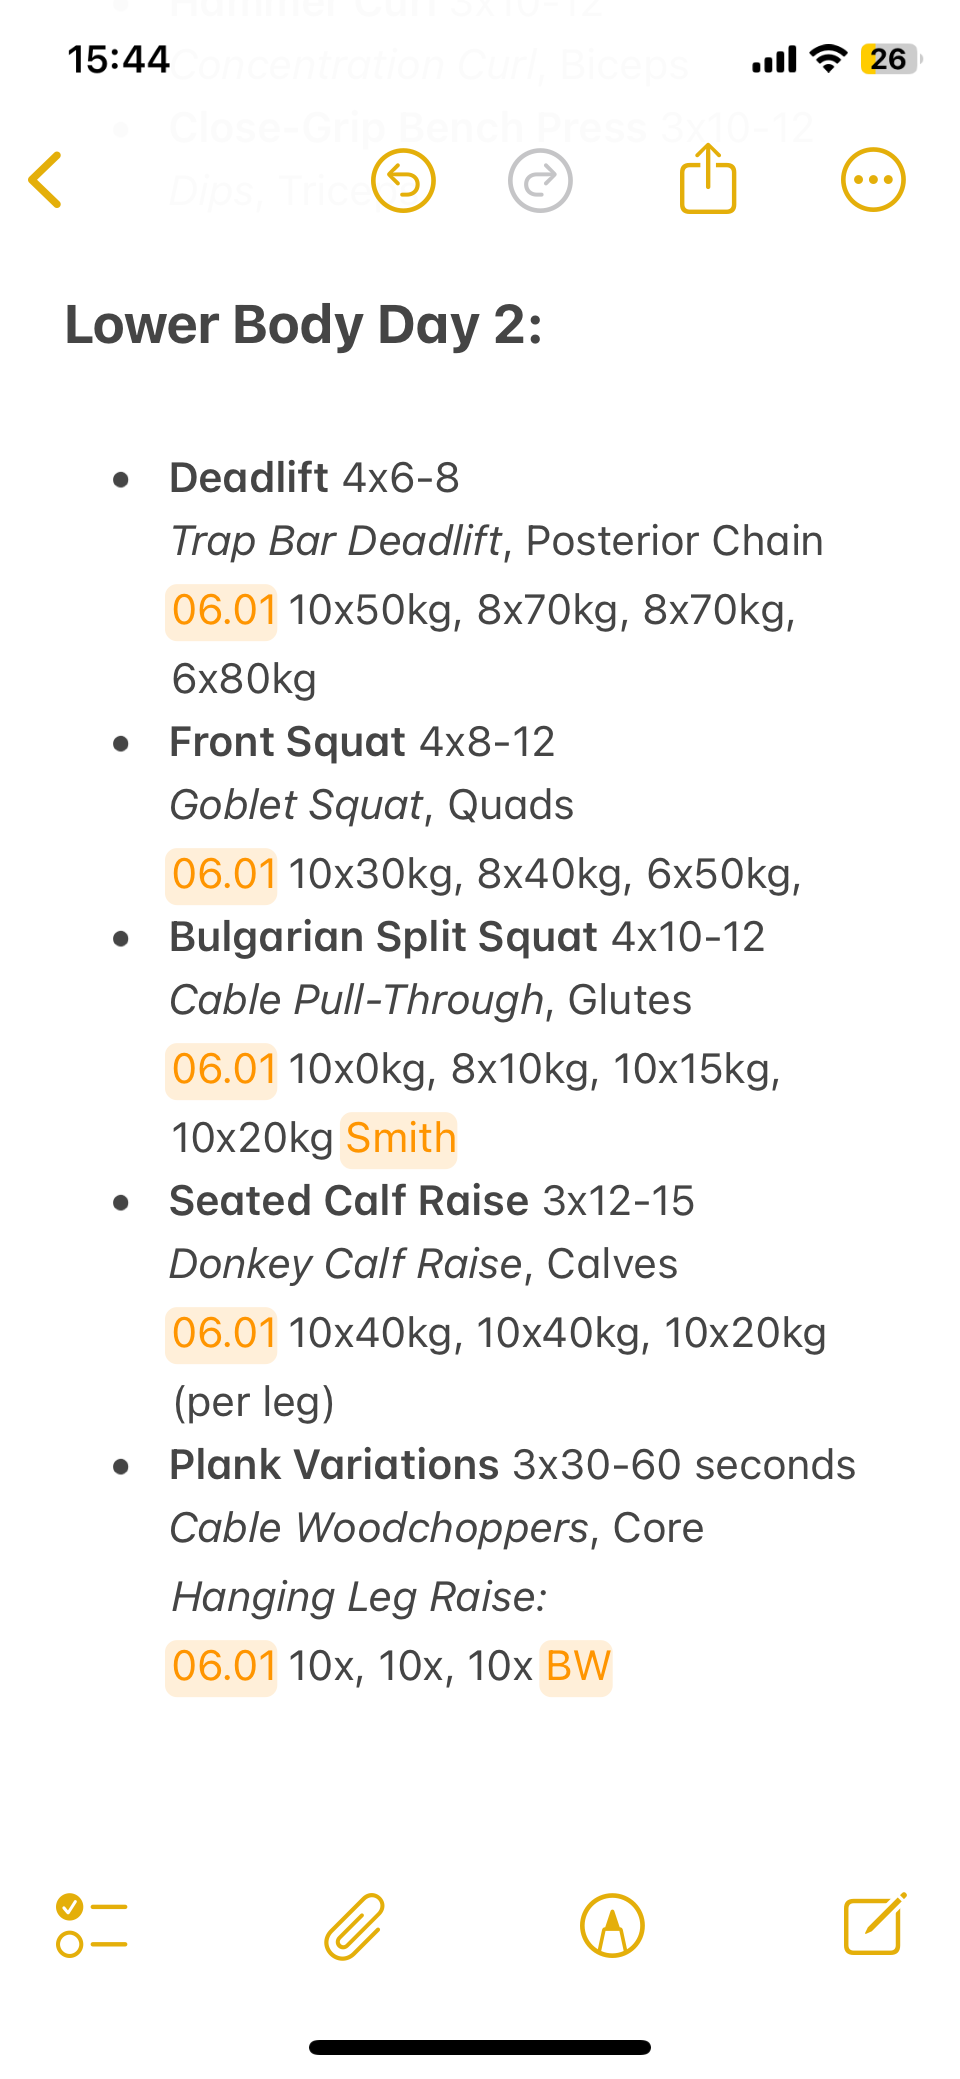 Hammer Curl 3x10-12
15:44
26
Concentration Curl, Biceps
Close-Grip Bench Press 3x10-12
Dips,
Lower Body Day 2:
• Deadlift 4x6-8
Trap Bar Deadlift, Posterior Chain
06.01 10x50kg, 8x70kg, 8x70kg,
6x80kg
• Front Squat 4x8-12
Goblet Squat, Quads
06.01 10x30kg, 8x40kg, 6x50kg,
• Bulgarian Split Squat 4x10-12
Cable Pull-Through, Glutes
06.01 10x0kg, 8x10kg, 10x15kg,
10x20kg Smith
• Seated Calf Raise 3x12-15
Donkey Calf Raise, Calves
06.01 10x40kg, 10x40kg, 10x20kg
(per leg)
• Plank Variations 3x30-60 seconds
Cable Woodchoppers, Core
Hanging Leg Raise:
06.01 10x, 10x, 10x BW